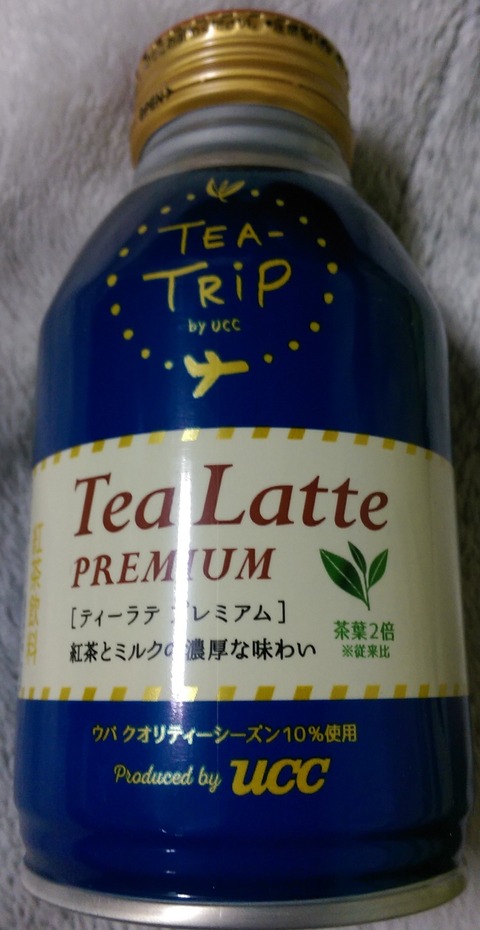 TEA-
TRiP
by UCC
Tea Latte
PREMIUM
[ティーラテ プレミアム]
紅茶とミルクの濃厚な味わい
茶葉2倍
※従来比
紅茶飲料
ウバ クオリティーシーズン10%使用
Produced by UCC